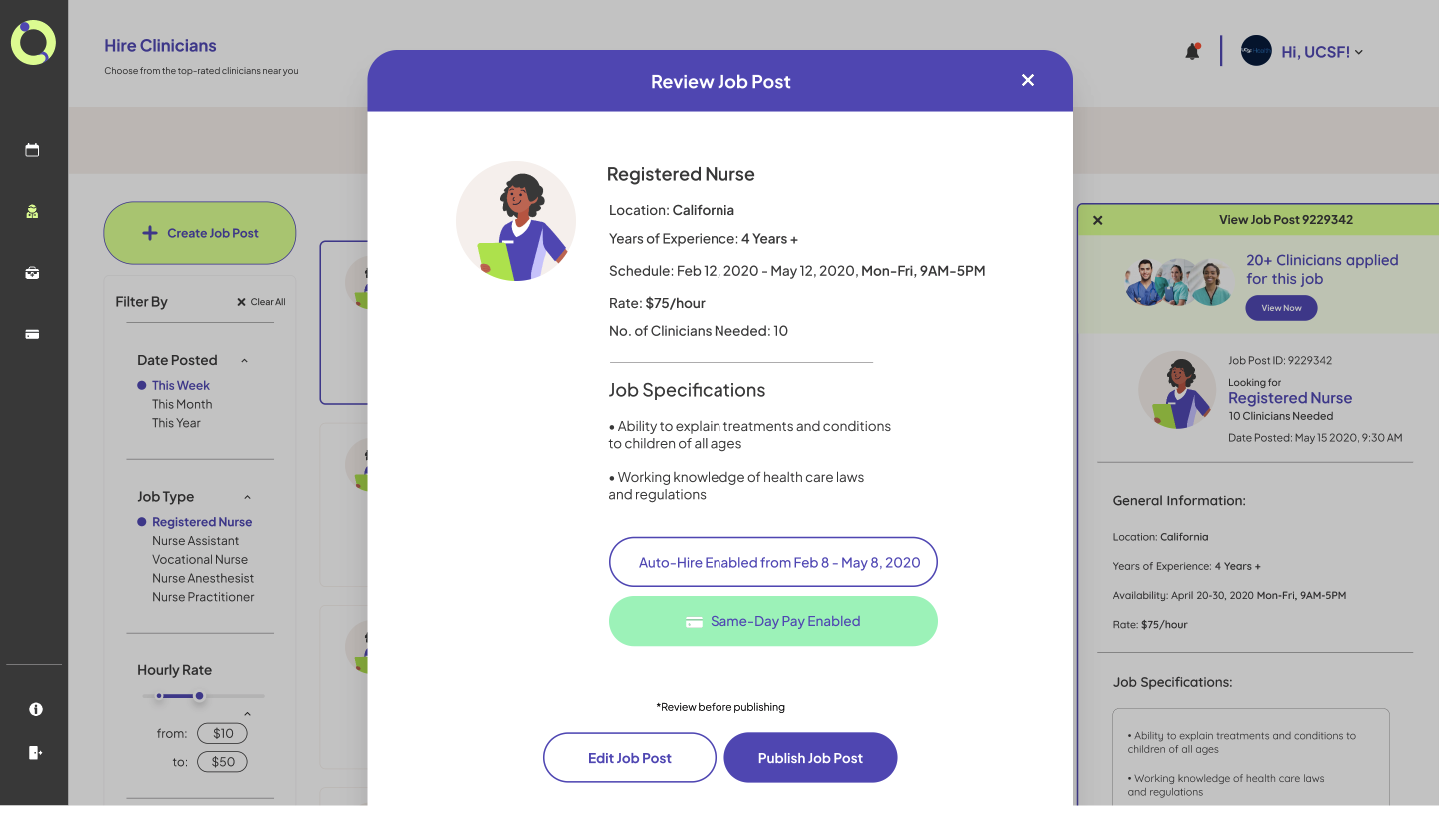 Hire Clinicians
Choose from the top-rated clinicians near you
Hi, UCSF!
Create Job Post
Filter By
Clear All
Date Posted
This Week
This Month
This Year
Job Type
Registered Nurse
Nurse Assistant
Vocational Nurse
Nurse Anesthesist
Nurse Practitioner
Hourly Rate
from: $10
to: $50
Review Job Post
Registered Nurse
Location: California
Years of Experience: 4 Years +
Schedule: Feb 12, 2020 - May 12, 2020, Mon-Fri, 9AM-5PM
Rate: $75/hour
No. of Clinicians Needed: 10
Job Specifications
• Ability to explain treatments and conditions
to children of all ages
• Working knowledge of health care laws
and regulations
Auto-Hire Enabled from Feb 8 - May 8, 2020
Same-Day Pay Enabled
*Review before publishing
Edit Job Post
Publish Job Post
View Job Post 9229342
20+ Clinicians applied
for this job
View Now
Job Post ID: 9229342
Looking for
Registered Nurse
10 Clinicians Needed
Date Posted: May 15 2020, 9:30 AM
General Information:
Location: California
Years of Experience: 4 Years +
Availability: April 20-30, 2020 Mon-Fri, 9AM-5PM
Rate: $75/hour
Job Specifications:
• Ability to explain treatments and conditions to
children of all ages
• Working knowledge of health care laws
and regulations